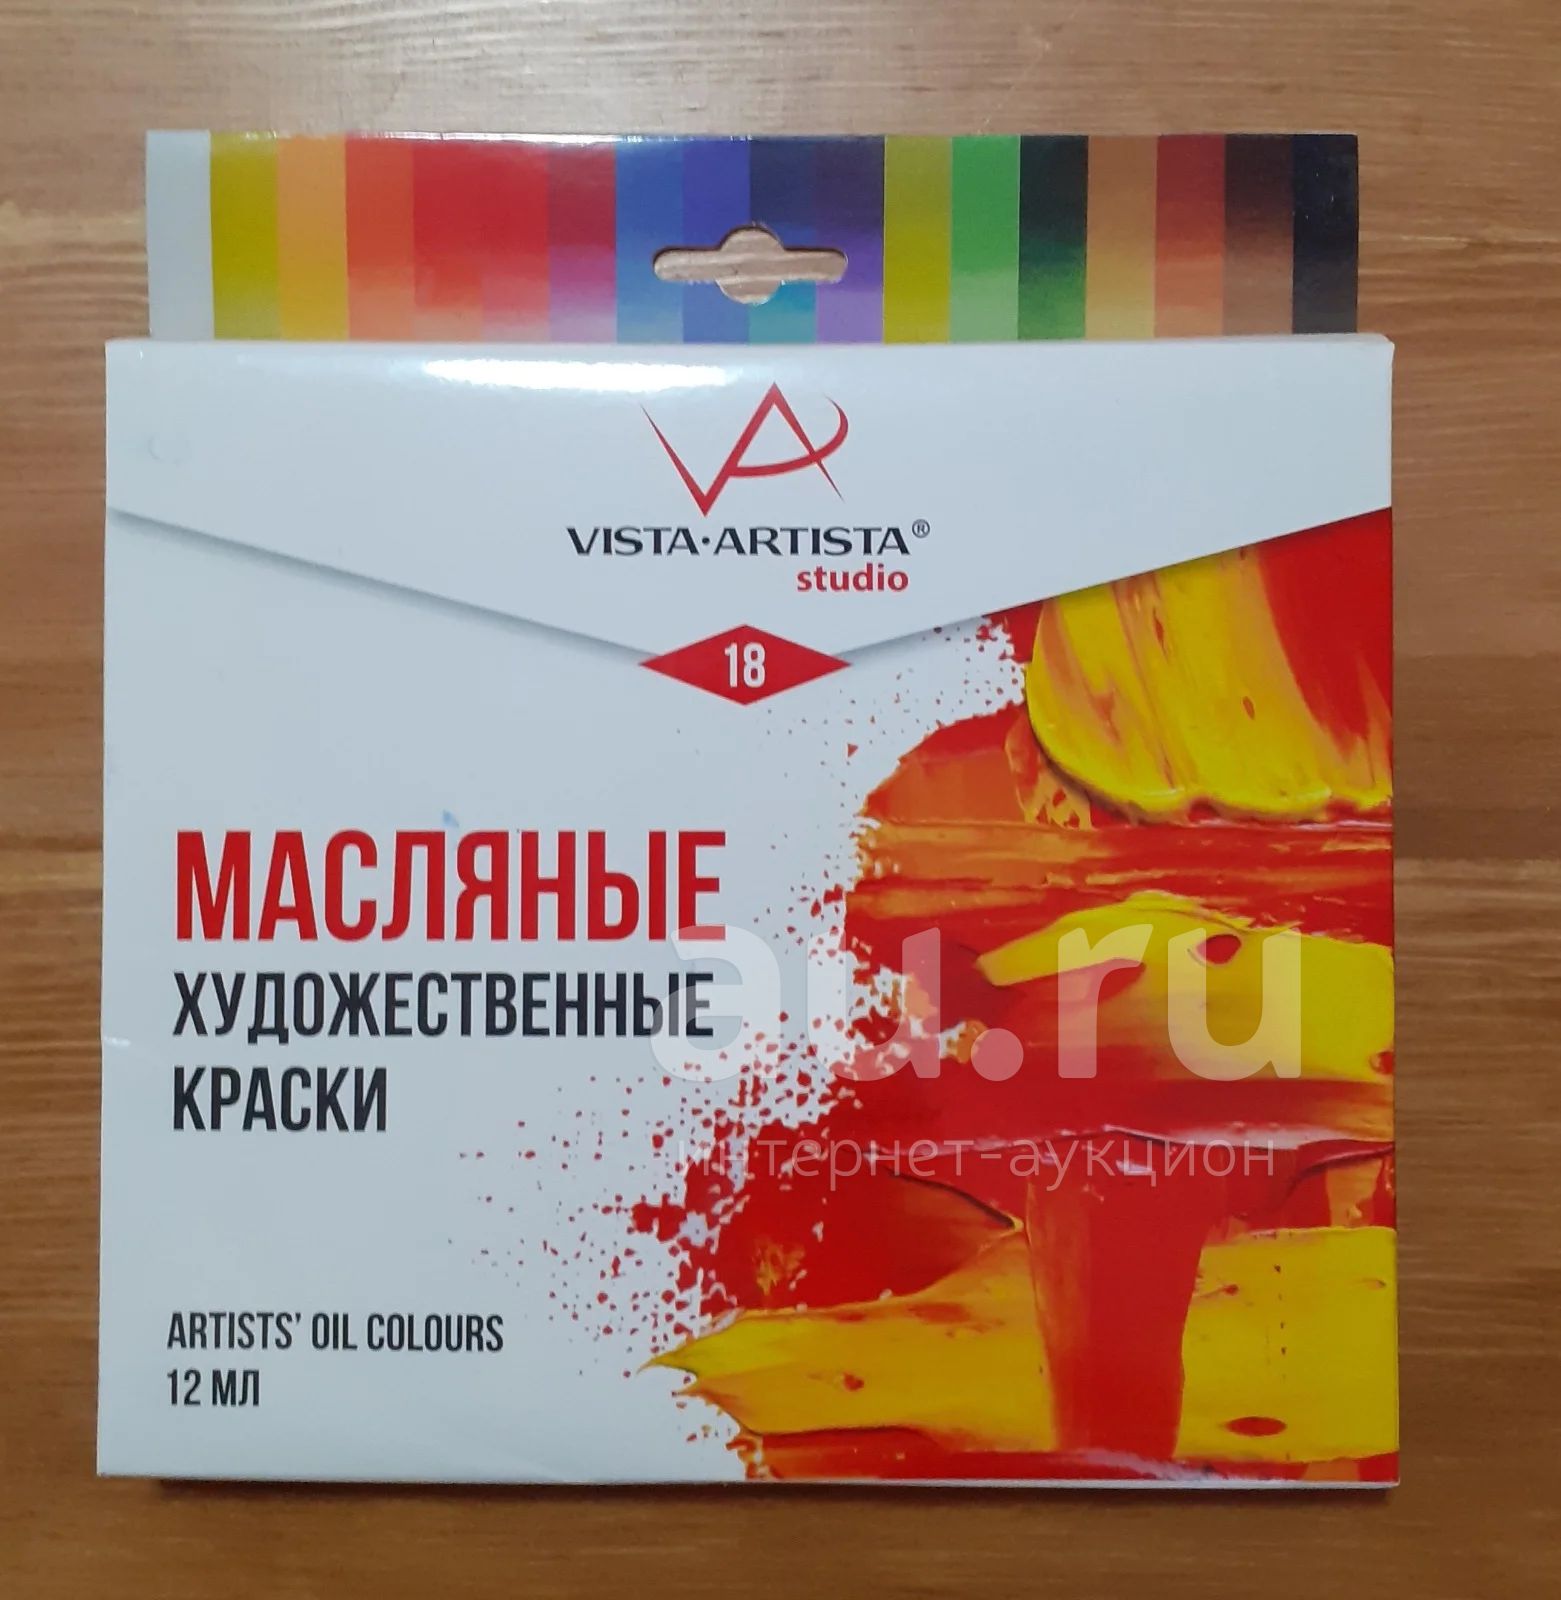 VISTA·ARTISTA®
studio
18
МАСЛЯНЫЕ
ХУДОЖЕСТВЕННЫЕ
КРАСКИ
au.ru
интернет-аукцион
ARTISTS' OIL COLOURS
12 МЛ